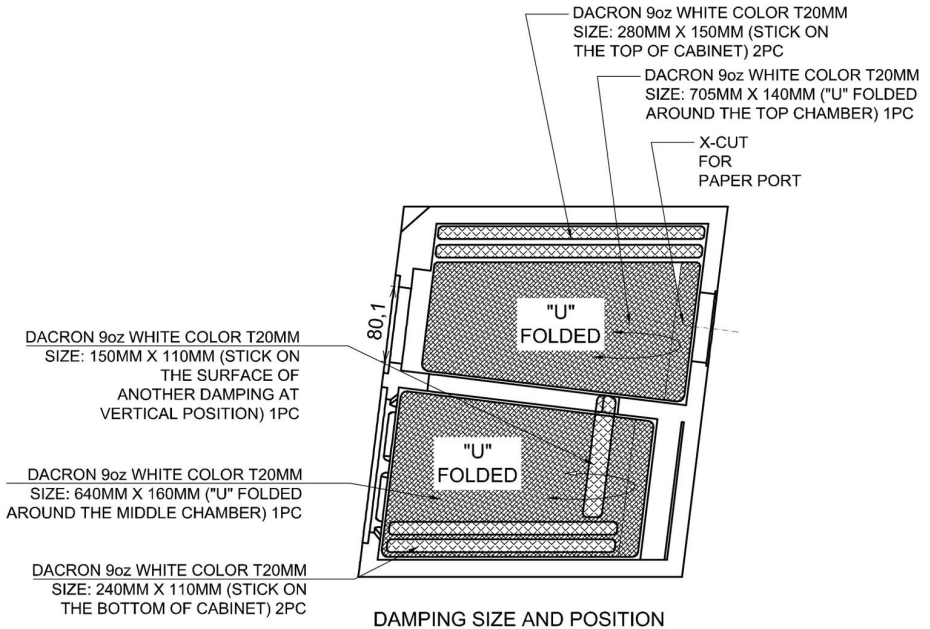 DACRON 9oz WHITE COLOR T20MM
SIZE: 280MM X 150MM (STICK ON
THE TOP OF CABINET) 2PC
DACRON 9oz WHITE COLOR T20MM
SIZE: 705MM X 140MM ("U" FOLDED
AROUND THE TOP CHAMBER) 1PC
X-CUT
FOR
PAPER PORT
80,1
"U"
FOLDED
DACRON 9oz WHITE COLOR T20MM
SIZE: 150MM X 110MM (STICK ON
THE SURFACE OF
ANOTHER DAMPING AT
VERTICAL POSITION) 1PC
"U"
FOLDED
DACRON 9oz WHITE COLOR T20MM
SIZE: 640MM X 160MM ("U" FOLDED
AROUND THE MIDDLE CHAMBER) 1PC
DACRON 9oz WHITE COLOR T20MM
SIZE: 240MM X 110MM (STICK ON
THE BOTTOM OF CABINET) 2PC
DAMPING SIZE AND POSITION